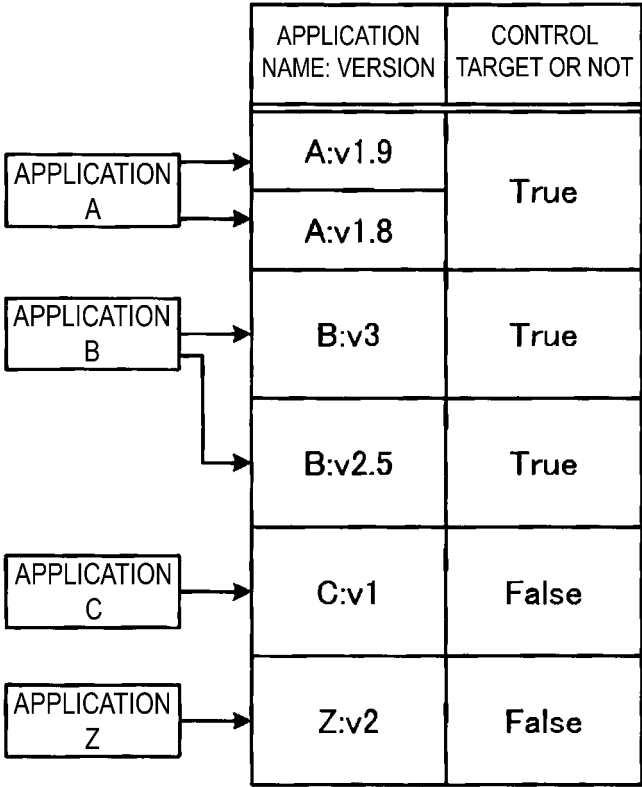 APPLICATION
NAME: VERSION
CONTROL
TARGET OR NOT
APPLICATION
A
A:v1.9
A:v1.8
True
APPLICATION
B
B:v3
True
B:v2.5
True
APPLICATION
C
C:v1
False
APPLICATION
Z
Z:v2
False